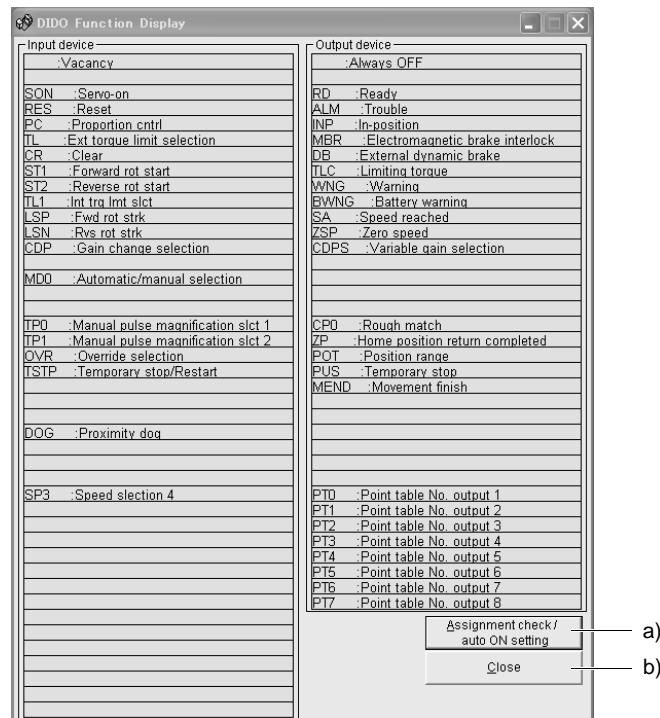 DIDO Function Display
Input device
:Vacancy
SON :Servo-on
RES :Reset
PC :Proportion cntrl
TL :Ext torque limit selection
CR :Clear
ST1 :Forward rot start
ST2 :Reverse rot start
TL1 :Int trq lmt slct
LSP :Fwd rot strk
LSN :Rvs rot strk
CDP :Gain change selection
MD0 :Automatic/manual selection
TP0 :Manual pulse magnification slct 1
TP1 :Manual pulse magnification slct 2
OVR :Override selection
TSTP :Temporary stop/Restart
DOG :Proximity dog
SP3 :Speed slection 4
Output device
:Always OFF
RD :Ready
ALM :Trouble
INP :In-position
MBR :Electromagnetic brake interlock
DB :External dynamic brake
TLC :Limiting torque
WNG :Warning
BWNG :Battery warning
SA :Speed reached
ZSP :Zero speed
CDPS :Variable gain selection
CP0 :Rough match
ZP :Home position return completed
POT :Position range
PUS :Temporary stop
MEND :Movement finish
PT0 :Point table No. output 1
PT1 :Point table No. output 2
PT2 :Point table No. output 3
PT3 :Point table No. output 4
PT4 :Point table No. output 5
PT5 :Point table No. output 6
PT6 :Point table No. output 7
PT7 :Point table No. output 8
Assignment check /
auto ON setting
a)
Close
b)